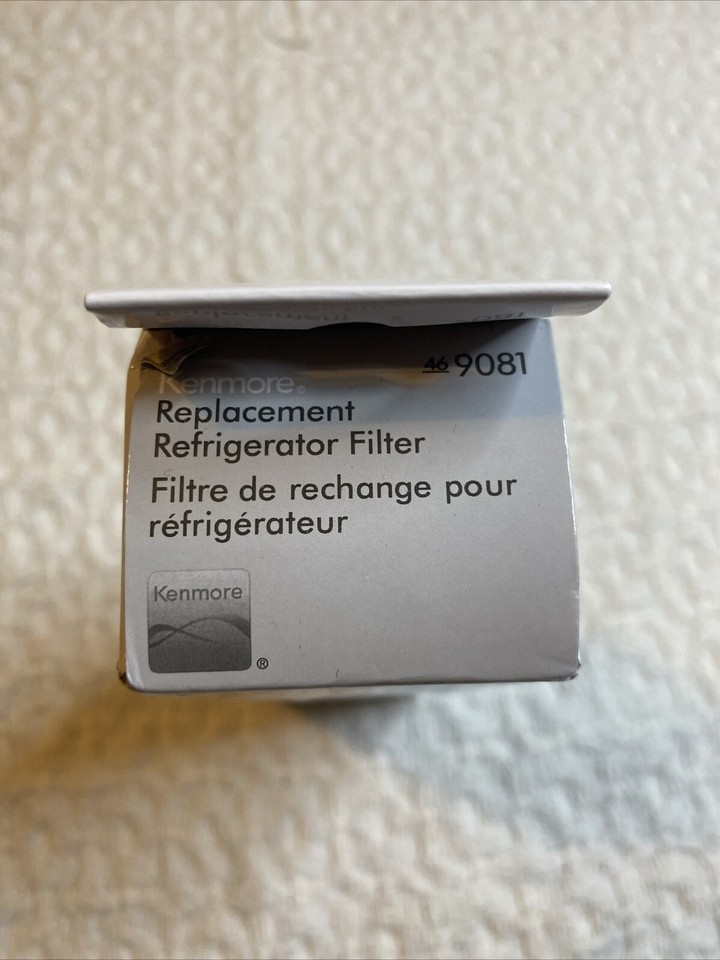 Kenmore® 46 9081
Replacement
Refrigerator Filter
Filtre de rechange pour
réfrigérateur
Kenmore
®